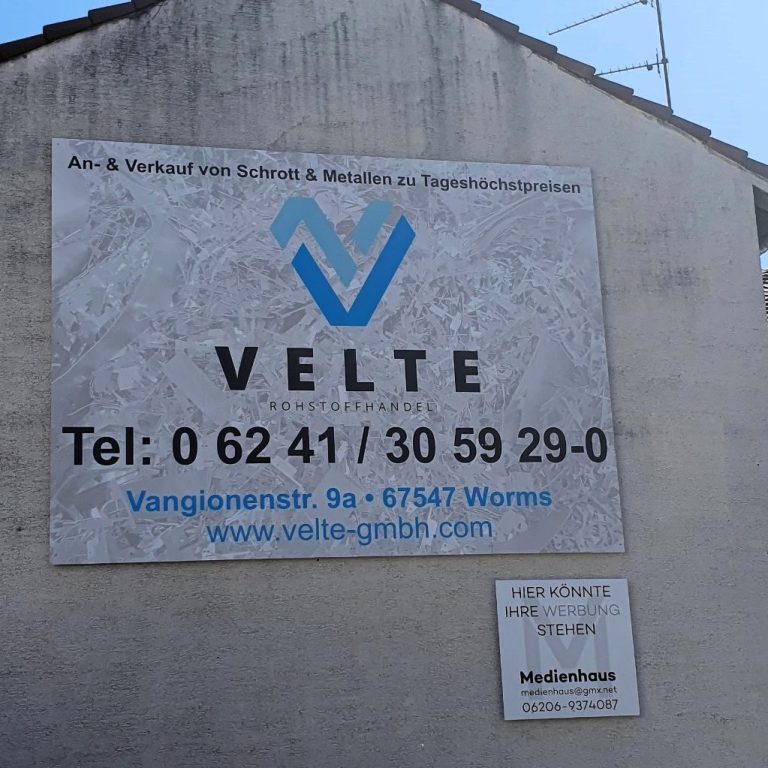 An- & Verkauf von Schrott & Metallen zu Tageshöchstpreisen
VELTE
ROHSTOFFHANDEL
Tel: 0 62 41 / 30 59 29-0
Vangionenstr. 9a • 67547 Worms
www.velte-gmbh.com
HIER KÖNNTE
IHRE WERBUNG
STEHEN
Medienhaus
medienhaus@gmx.net
06206-9374087